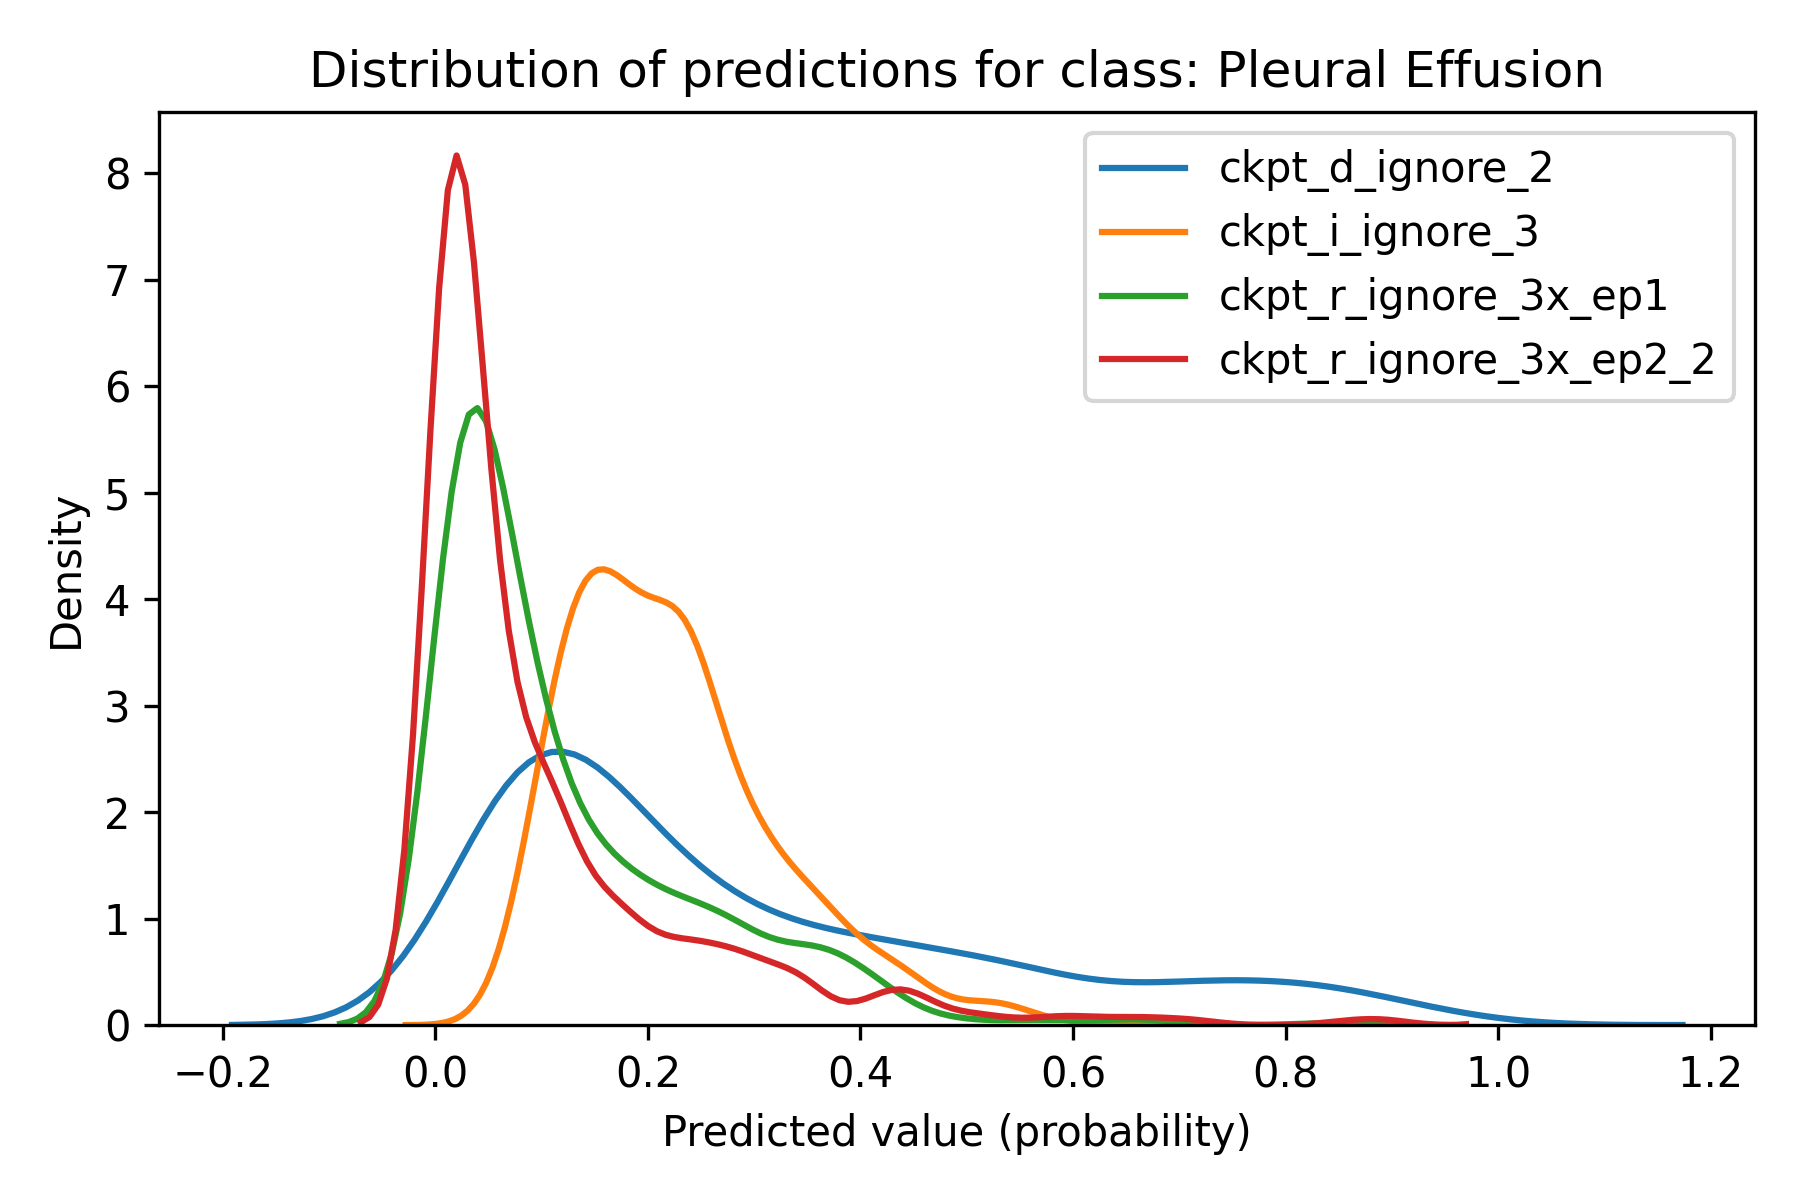 Distribution of predictions for class: Pleural Effusion
ckpt_d_ignore_2
ckpt_i_ignore_3
ckpt_r_ignore_3x_ep1
ckpt_r_ignore_3x_ep2_2
Density
8
7
6
5
4
3
2
1
0
−0.2 0.0 0.2 0.4 0.6 0.8 1.0 1.2
Predicted value (probability)